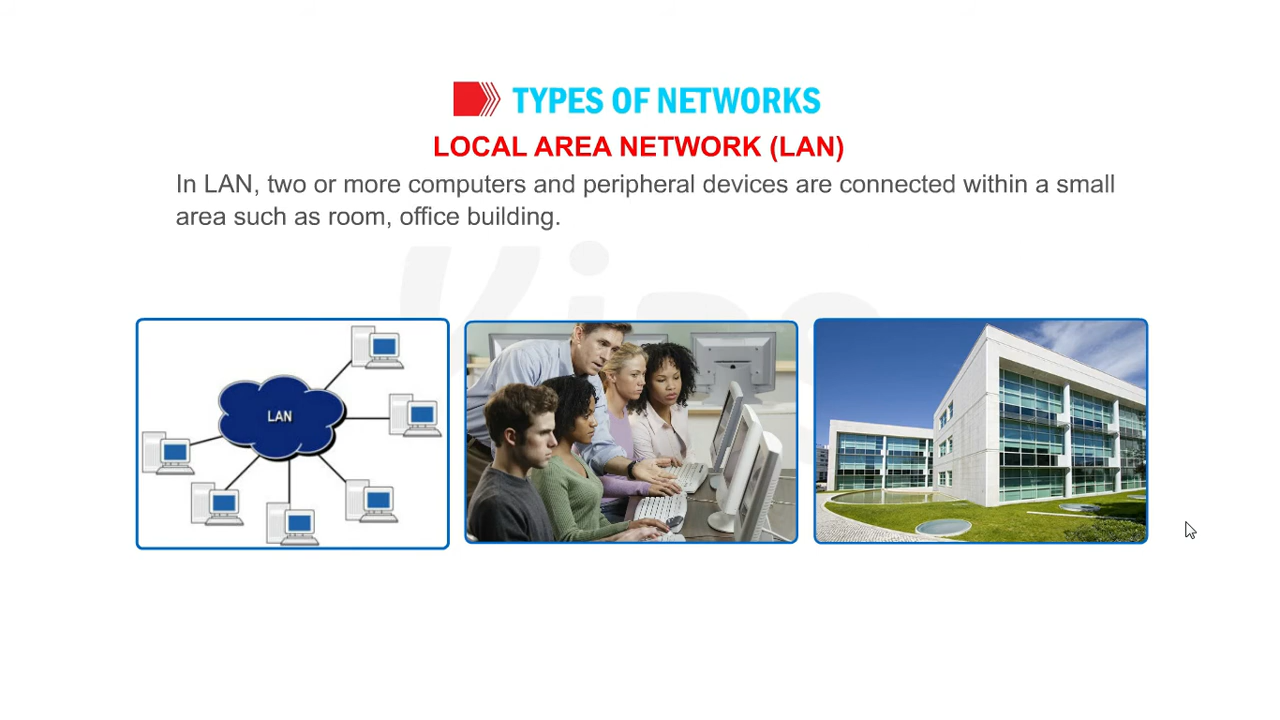 TYPES OF NETWORKS
LOCAL AREA NETWORK (LAN)
In LAN, two or more computers and peripheral devices are connected within a small
area such as room, office building.
LAN